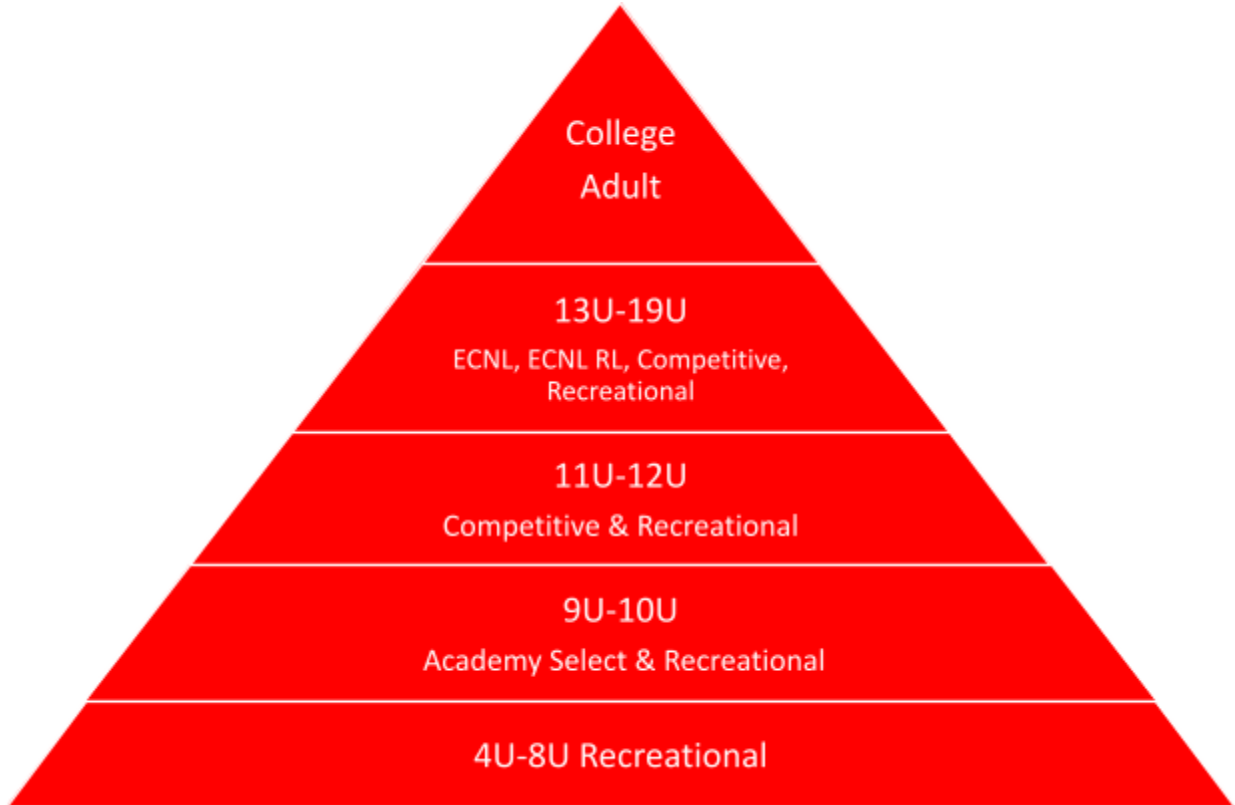 College
Adult
13U-19U
ECNL, ECNL RL, Competitive,
Recreational
11U-12U
Competitive & Recreational
9U-10U
Academy Select & Recreational
4U-8U Recreational